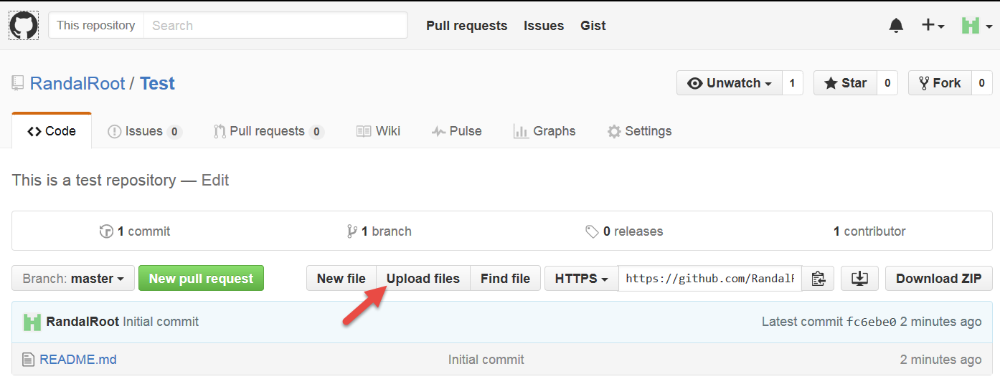 This repository Search Pull requests Issues Gist
RandalRoot / Test Unwatch 1 Star 0 Fork 0
Code Issues 0 Pull requests 0 Wiki Pulse Graphs Settings
This is a test repository — Edit
1 commit 1 branch 0 releases 1 contributor
Branch: master New pull request New file Upload files Find file HTTPS https://github.com/RandalR Download ZIP
RandalRoot Initial commit Latest commit fc6ebe0 2 minutes ago
README.md Initial commit 2 minutes ago